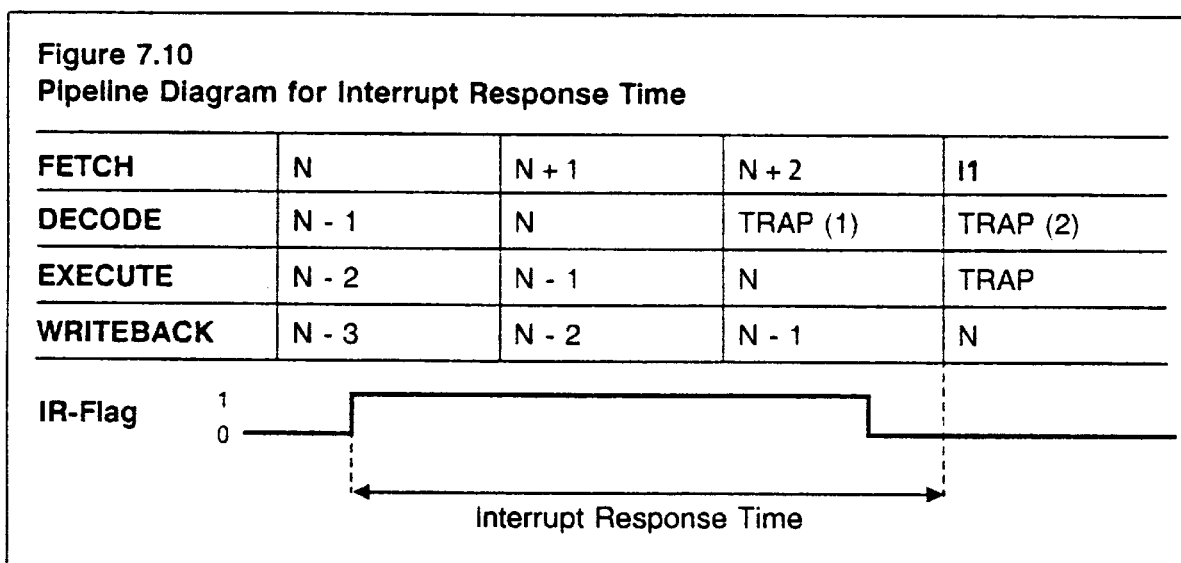 Figure 7.10
Pipeline Diagram for Interrupt Response Time
FETCH N N + 1 N + 2 I1
DECODE N - 1 N TRAP (1) TRAP (2)
EXECUTE N - 2 N - 1 N TRAP
WRITEBACK N - 3 N - 2 N - 1 N
IR-Flag 1
0
Interrupt Response Time